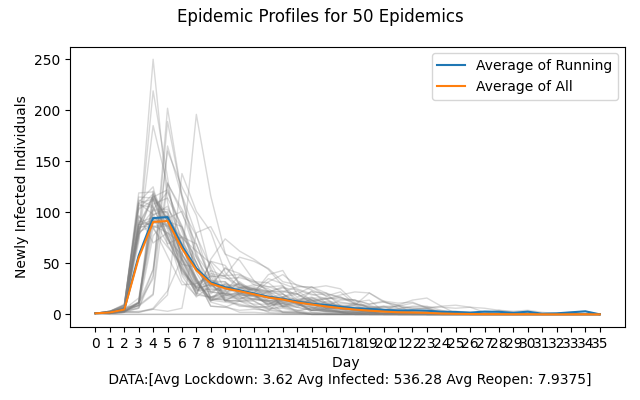 Epidemic Profiles for 50 Epidemics
Average of Running
Average of All
Newly Infected Individuals
250
200
150
100
50
0
0 1 2 3 4 5 6 7 8 9 10 11 12 13 14 15 16 17 18 19 20 21 22 23 24 25 26 27 28 29 30 31 32 33 34 35
Day
DATA:[Avg Lockdown: 3.62 Avg Infected: 536.28 Avg Reopen: 7.9375]